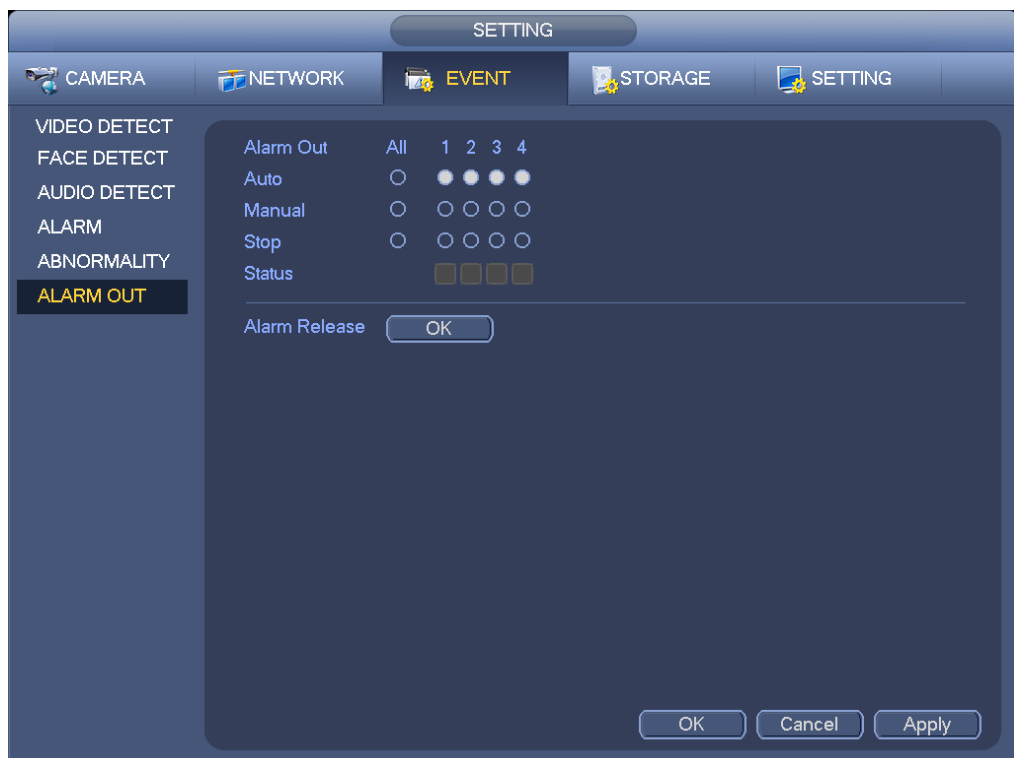 SETTING
CAMERA NETWORK EVENT STORAGE SETTING
VIDEO DETECT
FACE DETECT
AUDIO DETECT
ALARM
ABNORMALITY
ALARM OUT
Alarm Out All 1 2 3 4
Auto
Manual
Stop
Status
Alarm Release OK
OK Cancel Apply